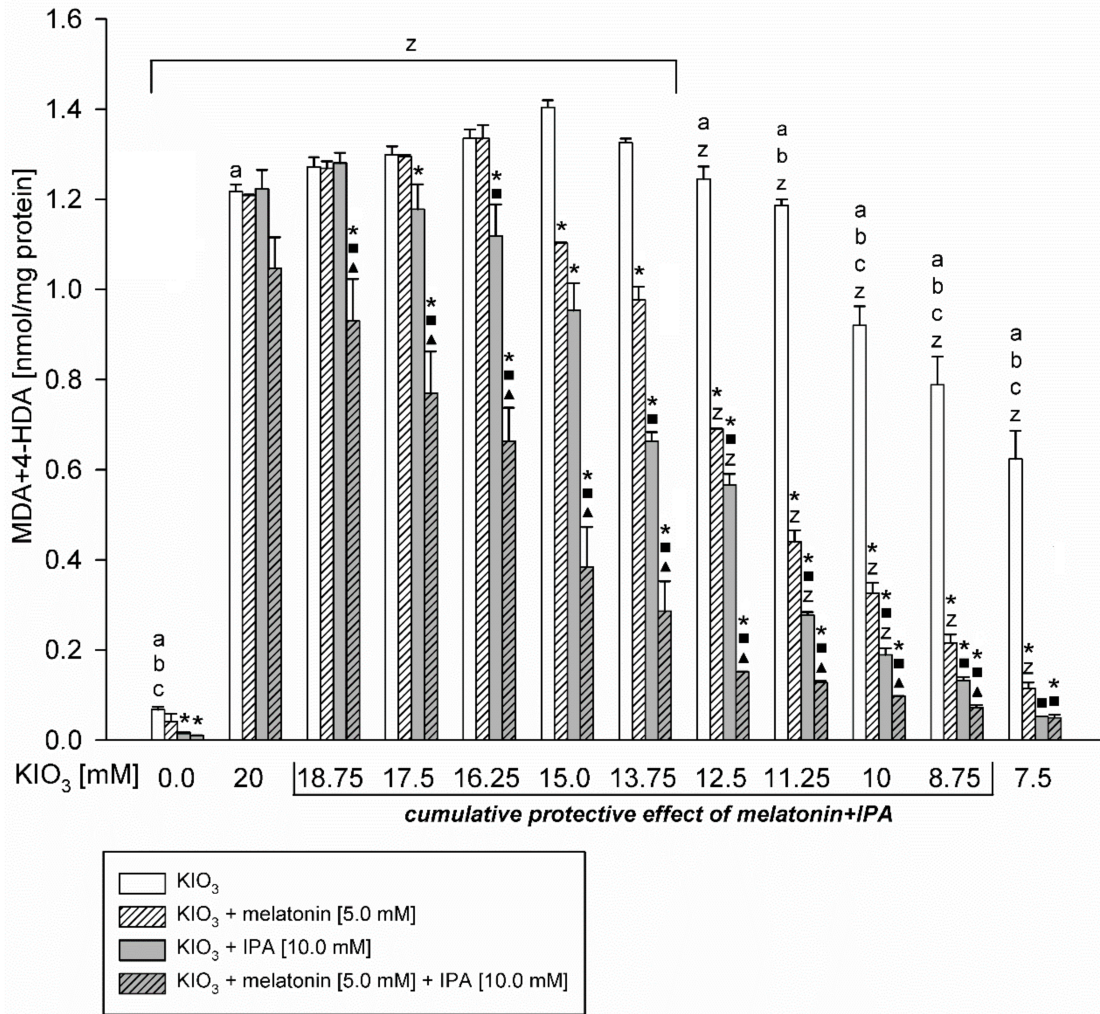 MDA+4-HDA [nmol/mg protein]
1.6
1.4
1.2
1.0
0.8
0.6
0.4
0.2
0.0
z
a
b
c
* *
a
*
■
▲
*
*
■
▲
*
■
*
■
▲
*
*
*
■
▲
*
*
■
*
■
▲
a
z
*
z
*
■
z
*
■
▲
a
b
z
*
z
*
■
z
*
■
▲
a
b
c
z
*
z
*
■
z
*
■
▲
a
b
c
z
*
z
*
■
*
■
▲
a
b
c
z
*
z
■
*
■
KIO₃ [mM] 0.0 20 18.75 17.5 16.25 15.0 13.75 12.5 11.25 10 8.75 7.5
cumulative protective effect of melatonin+IPA
KIO₃
KIO₃ + melatonin [5.0 mM]
KIO₃ + IPA [10.0 mM]
KIO₃ + melatonin [5.0 mM] + IPA [10.0 mM]